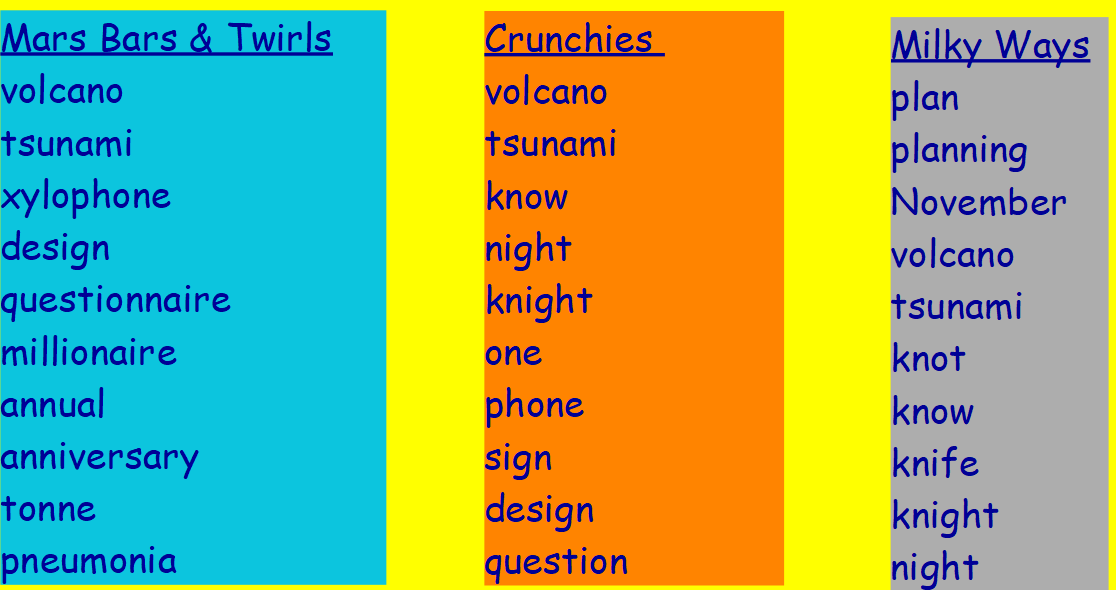 Mars Bars & Twirls
volcano
tsunami
xylophone
design
questionnaire
millionaire
annual
anniversary
tonne
pneumonia
Crunchies
volcano
tsunami
know
night
knight
one
phone
sign
design
question
Milky Ways
plan
planning
November
volcano
tsunami
knot
know
knife
knight
night